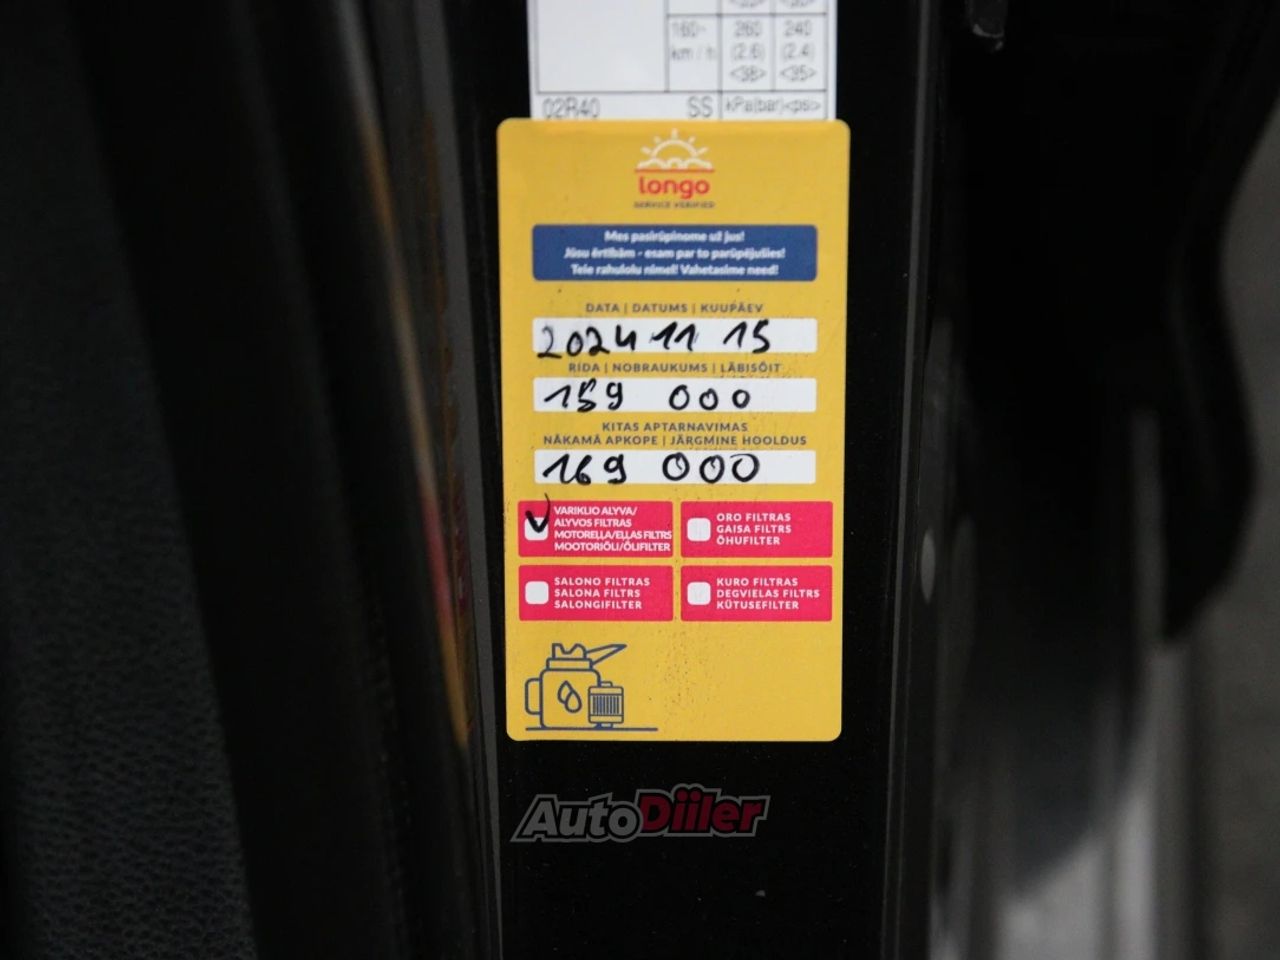 160-
260
240
km/h
(2.6)
(2.4)
<38>
<35>
02R40
SS
kPa(bar)<psi>
longo
SERVICE VERIFIED
Mes pasirūpinome už jus!
Jūsu ērtībām - esam par to parūpējušies!
Teie rahulolu nimel! Vahetasime need!
DATA | DATUMS | KUUPÄEV
2024 11 15
RIDA | NOBRAUKUMS | LÄBISÕIT
159 000
KITAS APTARNAVIMAS
NĀKAMĀ APKOPE | JÄRGMINE HOOLDUS
169 000
VARIKLIO ALYVA/
ALYVOS FILTRAS
MOTOREĻĻA/EĻĻAS FILTRS
MOOTORIÕLI/ÕLIFILTER
ORO FILTRAS
GAISA FILTRS
ÕHUFILTER
SALONO FILTRAS
SALONA FILTRS
SALONGIFILTER
KURO FILTRAS
DEGVIELAS FILTRS
KÜTUSEFILTER
AutoDiiler